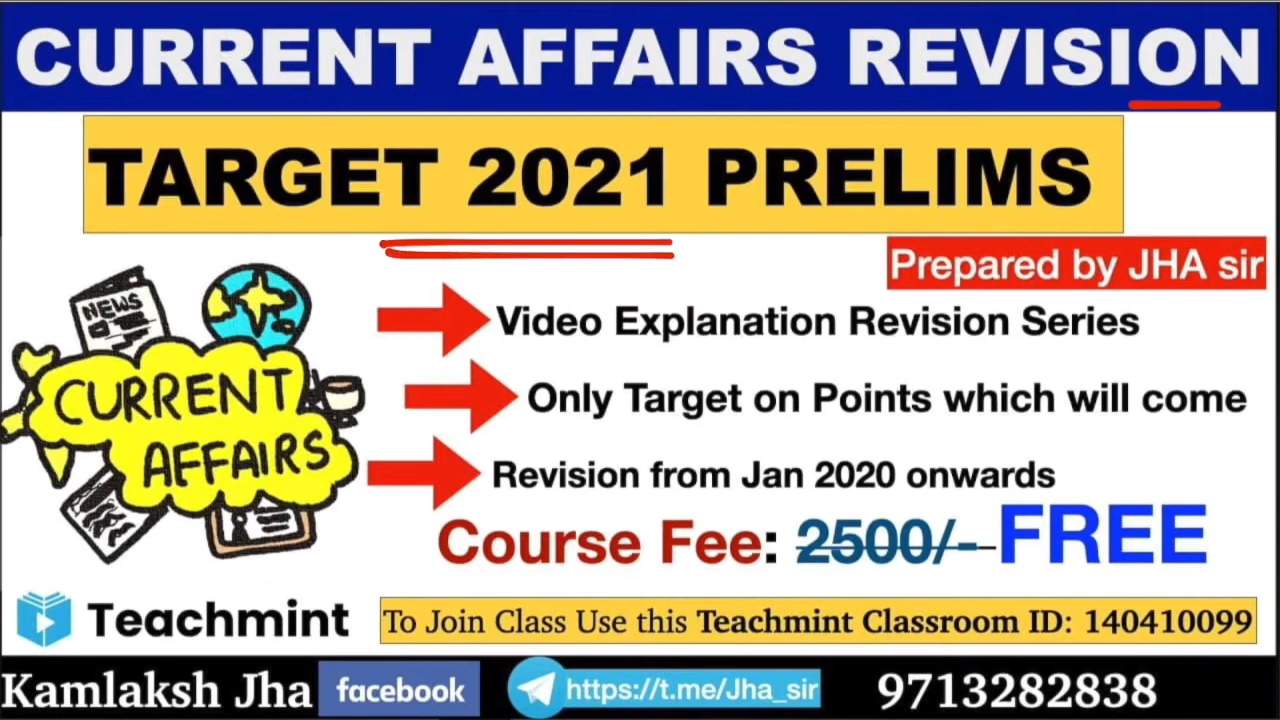 CURRENT AFFAIRS REVISION
TARGET 2021 PRELIMS
Prepared by JHA sir
NEWS
CURRENT
AFFAIRS
Video Explanation Revision Series
Only Target on Points which will come
Revision from Jan 2020 onwards
Course Fee: 2500/- FREE
Teachmint
To Join Class Use this Teachmint Classroom ID: 140410099
Kamlaksh Jha facebook https://t.me/Jha_sir 9713282838